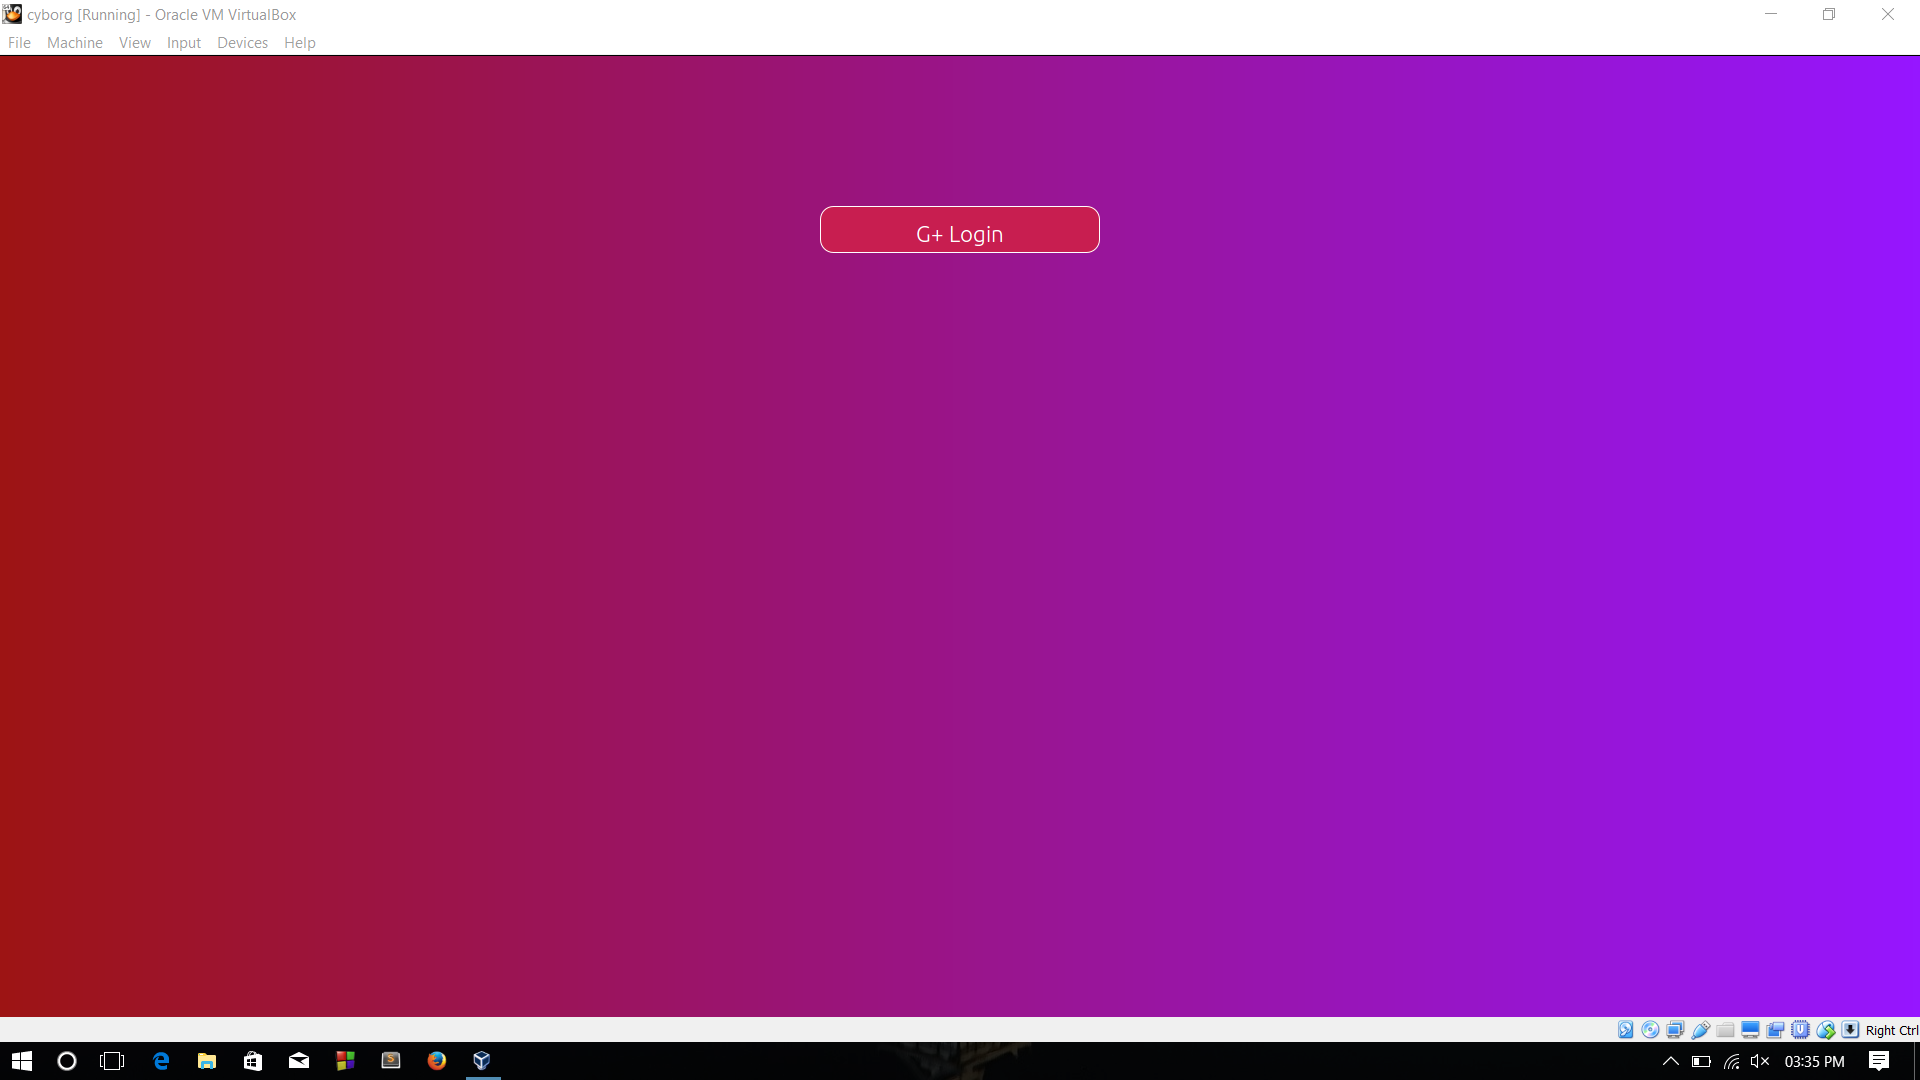 cyborg [Running] - Oracle VM VirtualBox
File Machine View Input Devices Help
G+ Login
Right Ctrl
03:35 PM